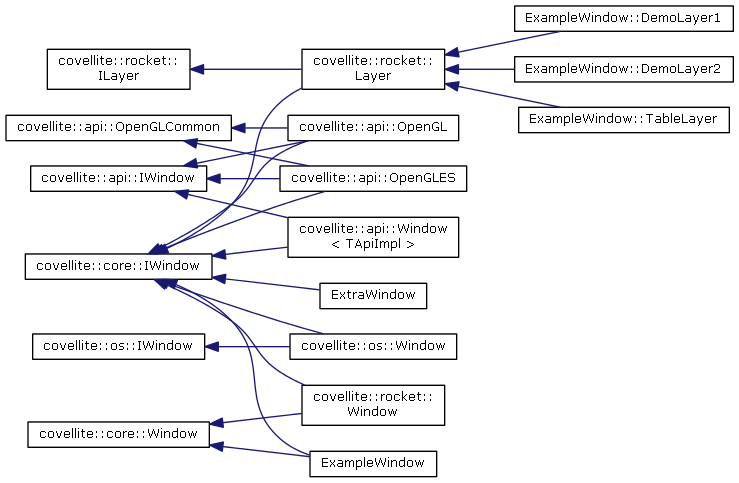 ExampleWindow::DemoLayer1
covellite::rocket::
ILayer
covellite::rocket::
Layer
ExampleWindow::DemoLayer2
ExampleWindow::TableLayer
covellite::api::OpenGLCommon
covellite::api::OpenGL
covellite::api::IWindow
covellite::api::OpenGLES
covellite::api::Window
< TApiImpl >
covellite::core::IWindow
ExtraWindow
covellite::os::IWindow
covellite::os::Window
covellite::rocket::
Window
covellite::core::Window
ExampleWindow